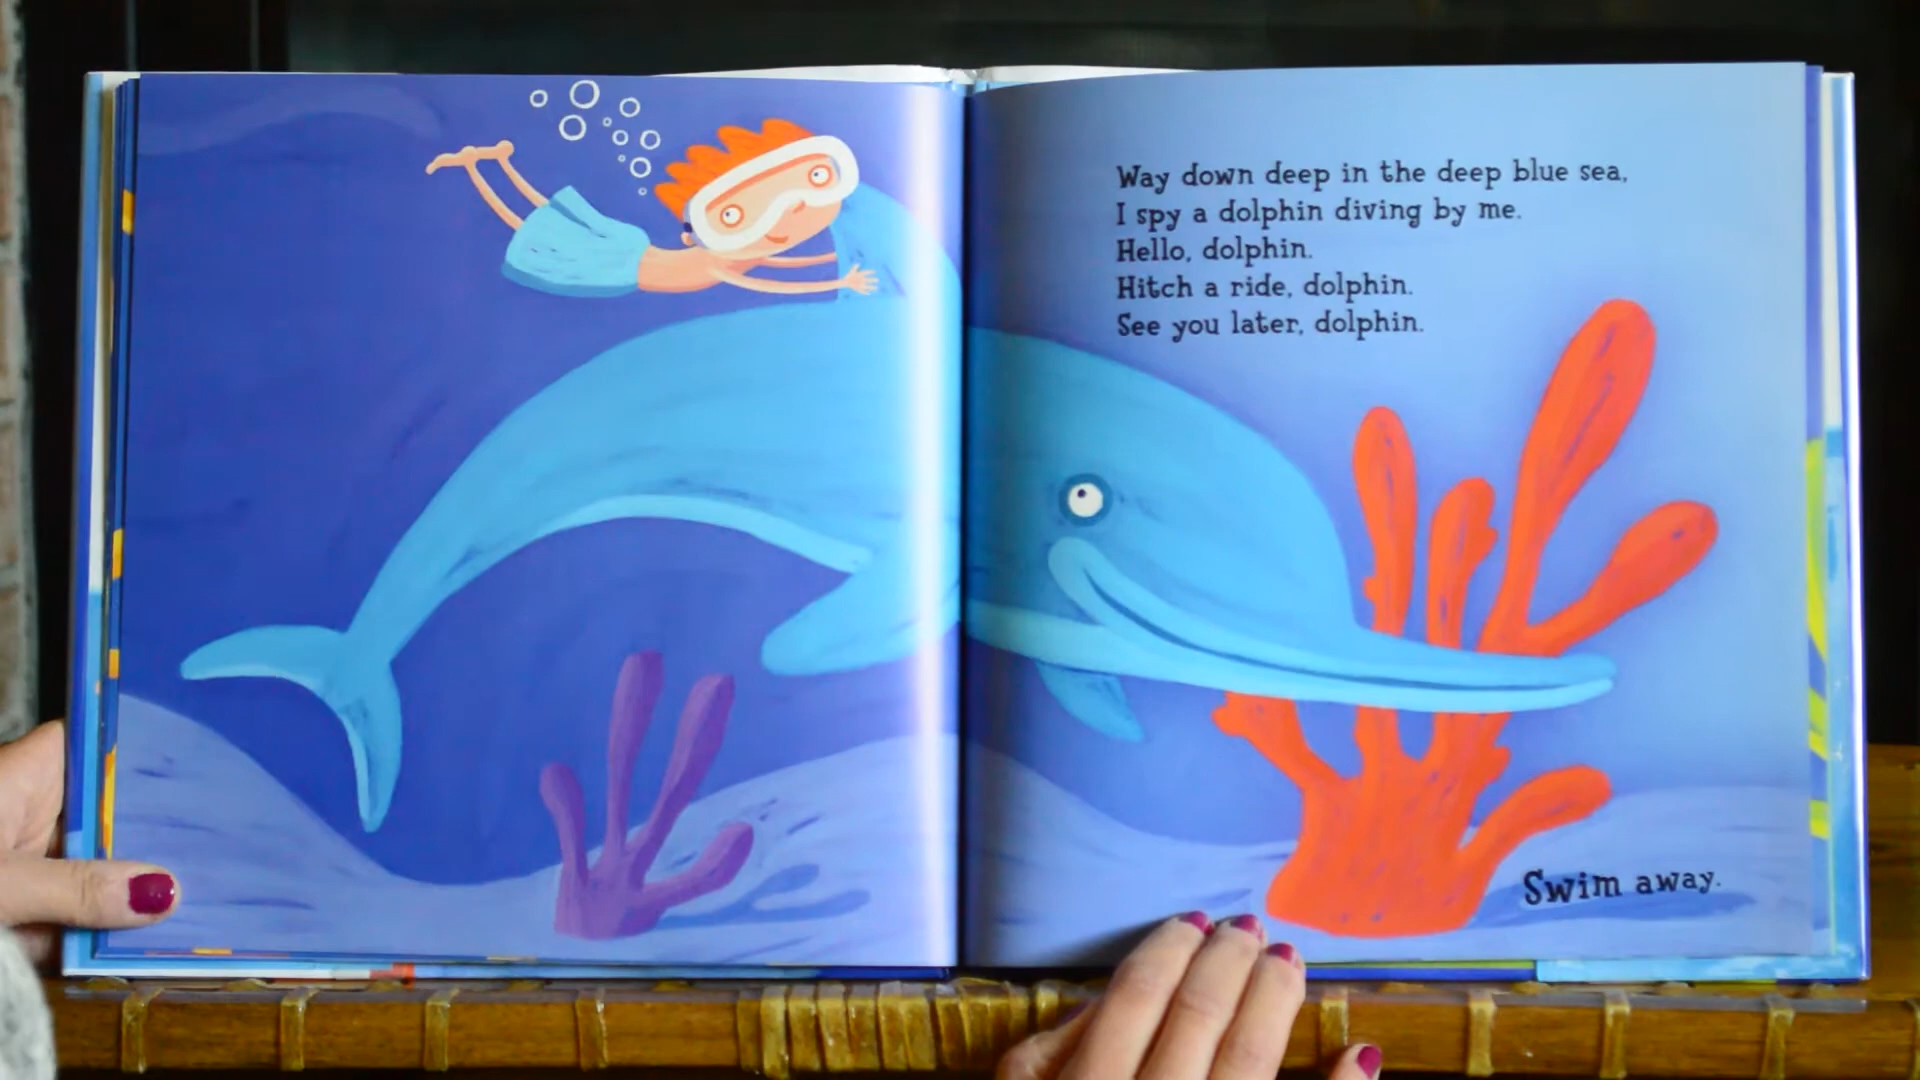 Way down deep in the deep blue sea,
I spy a dolphin diving by me.
Hello, dolphin.
Hitch a ride, dolphin.
See you later, dolphin.
Swim away.